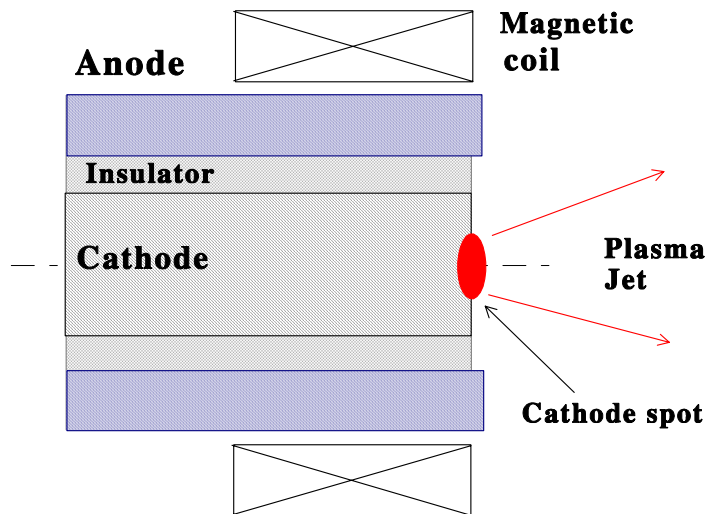 Magnetic
coil
Anode
Insulator
Cathode
Plasma
Jet
Cathode spot